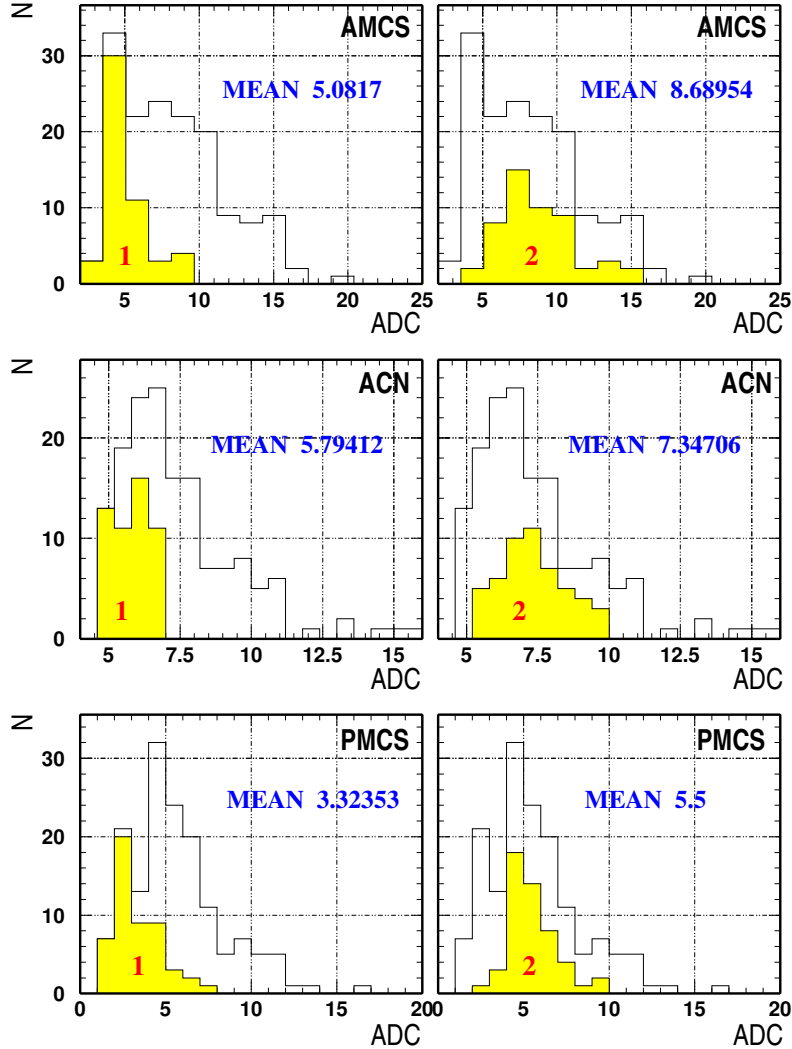 N
AMCS
AMCS
30
20
10
0
MEAN 5.0817
MEAN 8.68954
1
2
5 10 15 20 25
5 10 15 20 25
ADC
ADC
N
ACN
ACN
20
10
0
MEAN 5.79412
MEAN 7.34706
1
2
5 7.5 10 12.5 15
5 7.5 10 12.5 15
ADC
ADC
N
PMCS
PMCS
30
20
10
0
MEAN 3.32353
MEAN 5.5
1
2
0 5 10 15 20
0 5 10 15 20
ADC
ADC